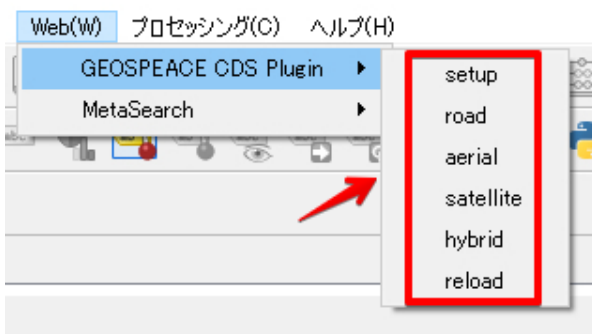 Web(W) プロセッシング(C) ヘルプ(H)
GEOSPEACE CDS Plugin
MetaSearch
setup
road
aerial
satellite
hybrid
reload